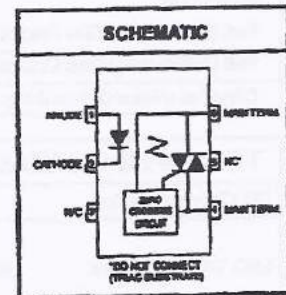 SCHEMATIC
ANODE 1
6 MAIN TERM.
CATHODE 2
5 NC*
N/C 3
ZERO
CROSSING
CIRCUIT
4 MAIN TERM.
*DO NOT CONNECT
(TRIAC SUBSTRATE)